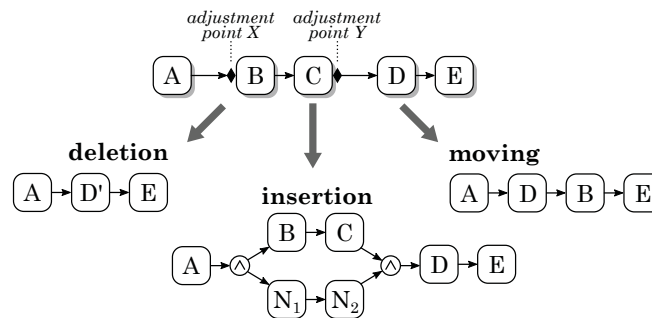 adjustment adjustment
point X point Y
A B C D E
deletion moving
A D' E
insertion
A D B E
B C
A ∧ ∧ D E
N₁ N₂